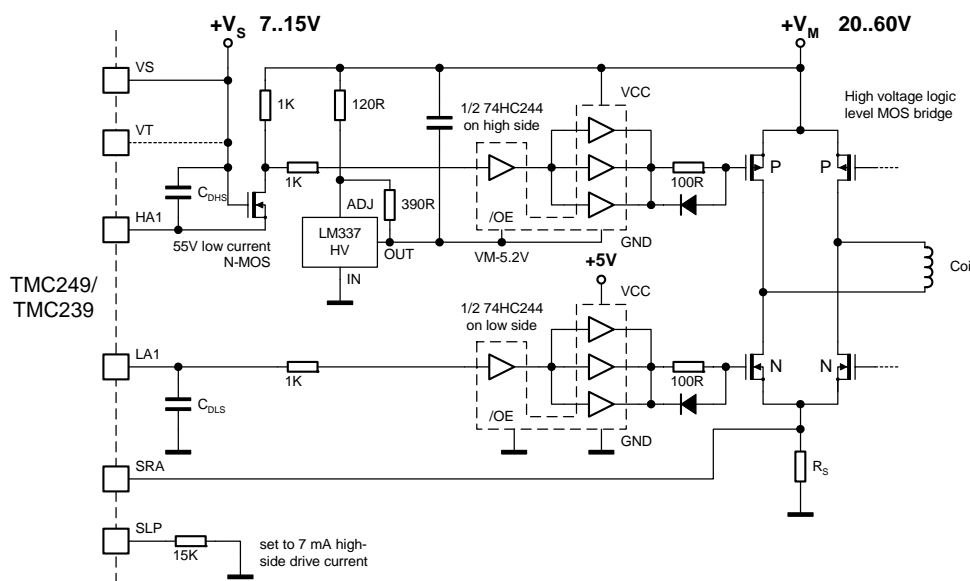 +VS 7..15V
+VM 20..60V
VS
VT
CDHS
HA1
55V low current
N-MOS
1K
120R
1K
ADJ
390R
LM337
HV
OUT
IN
1/2 74HC244
on high side
VCC
/OE
GND
VM-5.2V
100R
High voltage logic
level MOS bridge
P
P
Coi
TMC249/
TMC239
+5V
1/2 74HC244
on low side
VCC
LA1
1K
CDLS
/OE
GND
100R
N
N
SRA
RS
SLP
15K
set to 7 mA high-
side drive current